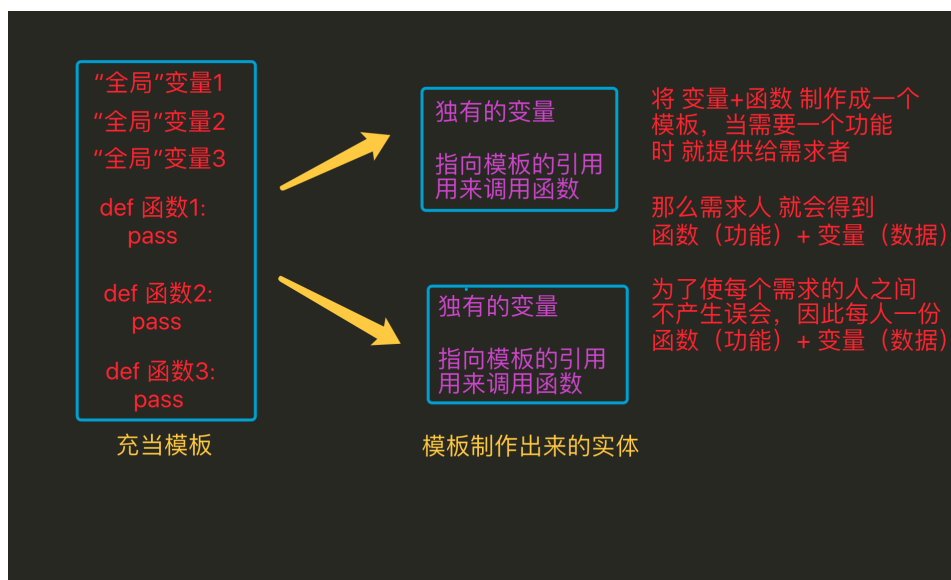 “全局”变量1
“全局”变量2
“全局”变量3
def 函数1:
pass
def 函数2:
pass
def 函数3:
pass
充当模板
独有的变量
指向模板的引用
用来调用函数
独有的变量
指向模板的引用
用来调用函数
模板制作出来的实体
将 变量+函数 制作成一个
模板，当需要一个功能
时 就提供给需求者
那么需求人 就会得到
函数（功能）+ 变量（数据）
为了使每个需求的人之间
不产生误会，因此每人一份
函数（功能）+ 变量（数据）